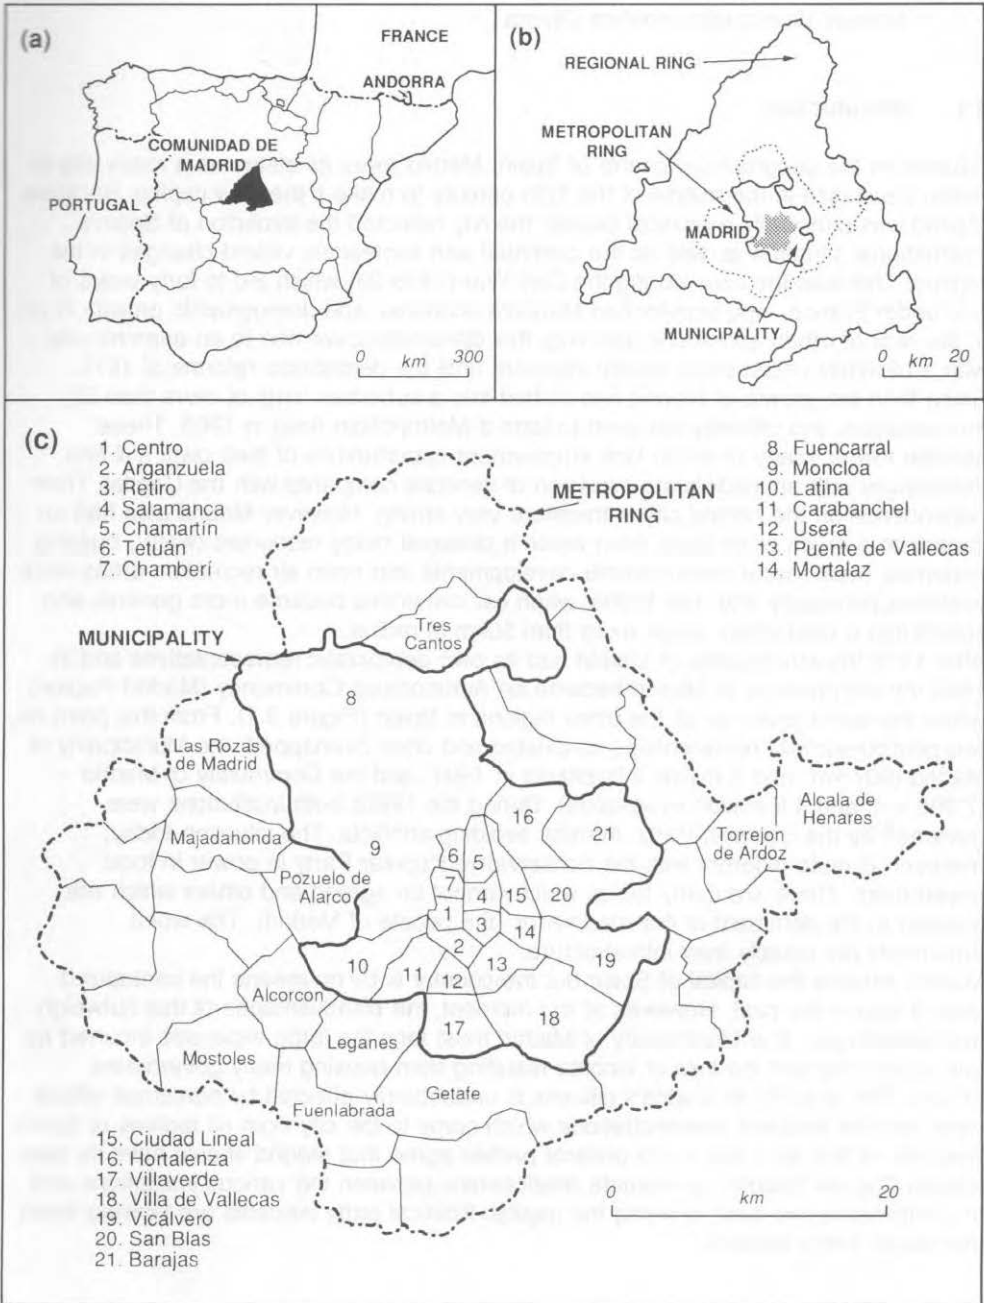 (a)
FRANCE
ANDORRA
COMUNIDAD DE
MADRID
PORTUGAL
0 km 300
(b)
REGIONAL RING
METROPOLITAN
RING
MADRID
MUNICIPALITY
0 km 20
(c)
1. Centro
2. Arganzuela
3. Retiro
4. Salamanca
5. Chamartín
6. Tetuán
7. Chamberí
8. Fuencarral
9. Moncloa
10. Latina
11. Carabanchel
12. Usera
13. Puente de Vallecas
14. Mortalaz
METROPOLITAN
RING
MUNICIPALITY
Tres
Cantos
8
Las Rozas
de Madrid
Majadahonda
Pozuelo de
Alarco
9
16
21
6
5
7
4
15
20
1
3
14
2
13
19
10
11
12
18
17
Torrejon
de Ardoz
Alcala de
Henares
Alcorcon
Mostoles
Leganes
Getafe
Fuenlabrada
15. Ciudad Lineal
16. Hortalenza
17. Villaverde
18. Villa de Vallecas
19. Vicálvero
20. San Blas
21. Barajas
0 km 20